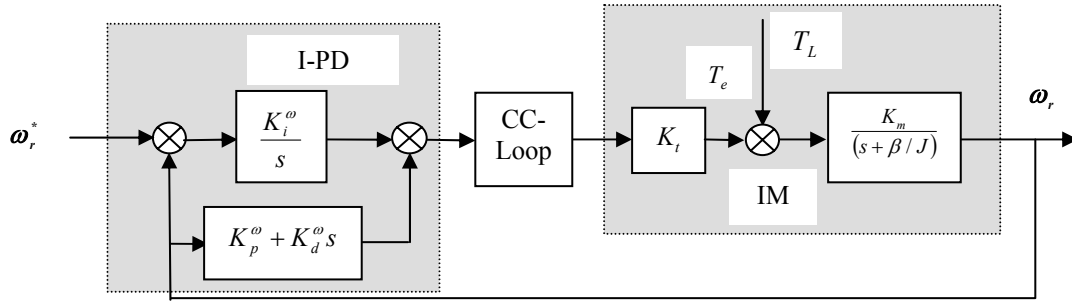 I-PD
T_L
T_e
ω_r
ω_r^*
K_i^ω / s
CC-
Loop
K_t
K_m / (s + β / J)
IM
K_p^ω + K_d^ω s